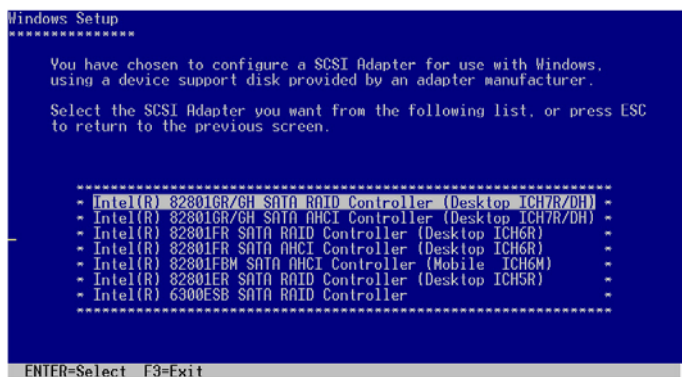 Windows Setup
***************
You have chosen to configure a SCSI Adapter for use with Windows,
using a device support disk provided by an adapter manufacturer.
Select the SCSI Adapter you want from the following list, or press ESC
to return to the previous screen.
Intel(R) 82801GR/GH SATA RAID Controller (Desktop ICH7R/DH)
Intel(R) 82801GR/GH SATA AHCI Controller (Desktop ICH7R/DH)
Intel(R) 82801FR SATA RAID Controller (Desktop ICH6R)
Intel(R) 82801FR SATA AHCI Controller (Desktop ICH6R)
Intel(R) 82801FBM SATA AHCI Controller (Mobile ICH6M)
Intel(R) 82801ER SATA RAID Controller (Desktop ICH5R)
Intel(R) 6300ESB SATA RAID Controller
ENTER=Select F3=Exit